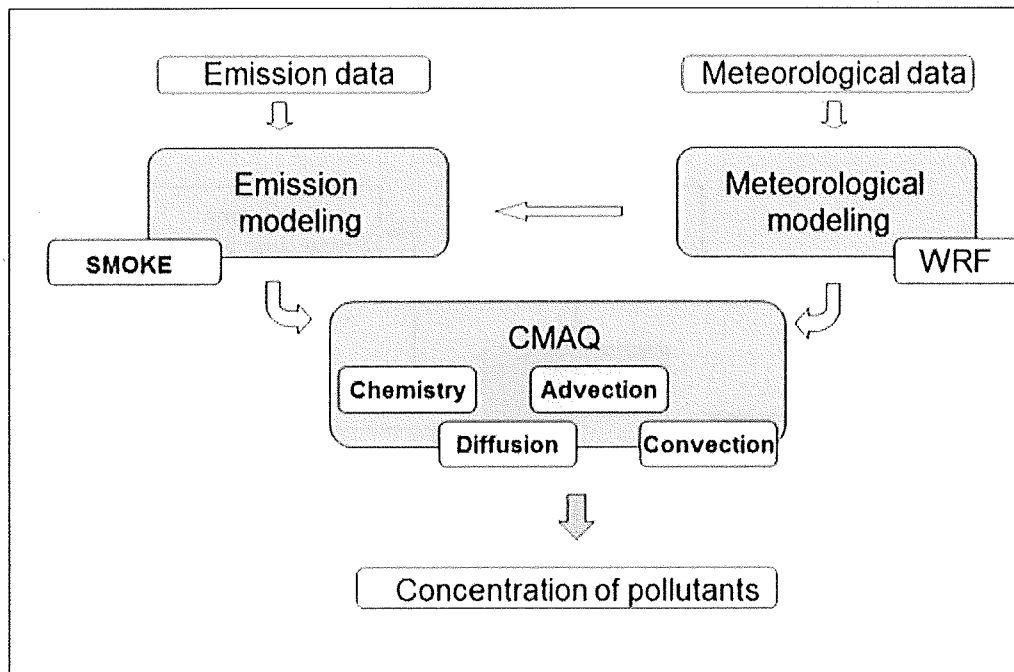 Emission data
Meteorological data
Emission
modeling
Meteorological
modeling
SMOKE
WRF
CMAQ
Chemistry
Advection
Diffusion
Convection
Concentration of pollutants